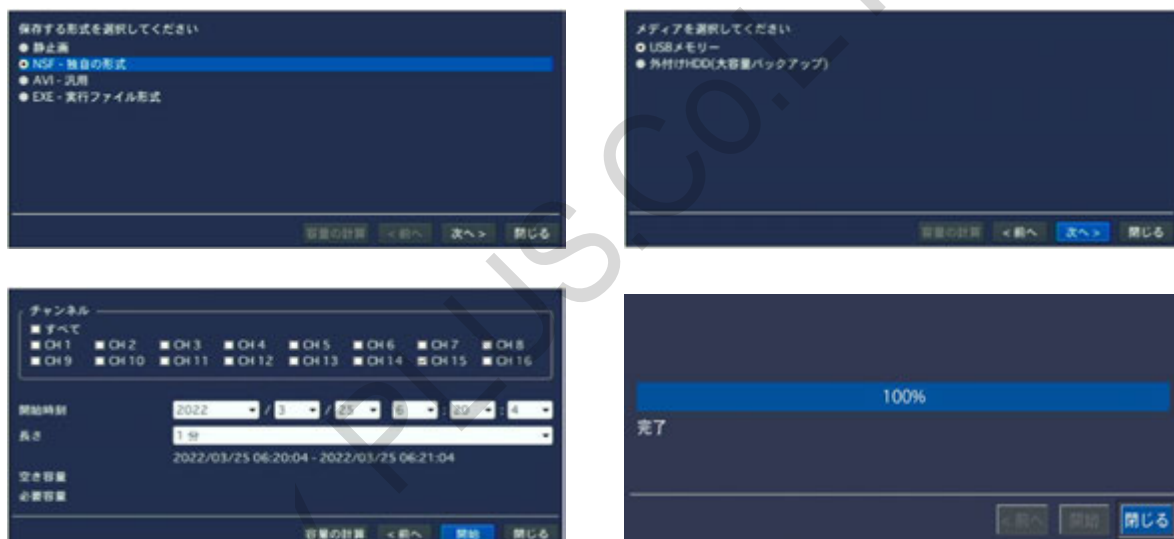 保存する形式を選択してください
静止画
NSF - 独自の形式
AVI - 汎用
EXE - 実行ファイル形式
容量の計算 <前へ 次へ> 閉じる
メディアを選択してください
USBメモリー
外付けHDD(大容量バックアップ)
容量の計算 <前へ 次へ> 閉じる
チャンネル
すべて
CH 1 CH 2 CH 3 CH 4 CH 5 CH 6 CH 7 CH 8
CH 9 CH 10 CH 11 CH 12 CH 13 CH 14 CH 15 CH 16
開始時刻 2022 / 3 / 25 6 : 20 : 4
長さ 1 分
2022/03/25 06:20:04 - 2022/03/25 06:21:04
空き容量
必要容量
容量の計算 <前へ 開始 閉じる
100%
完了
<前へ 開始 閉じる
PLUS.CO.L